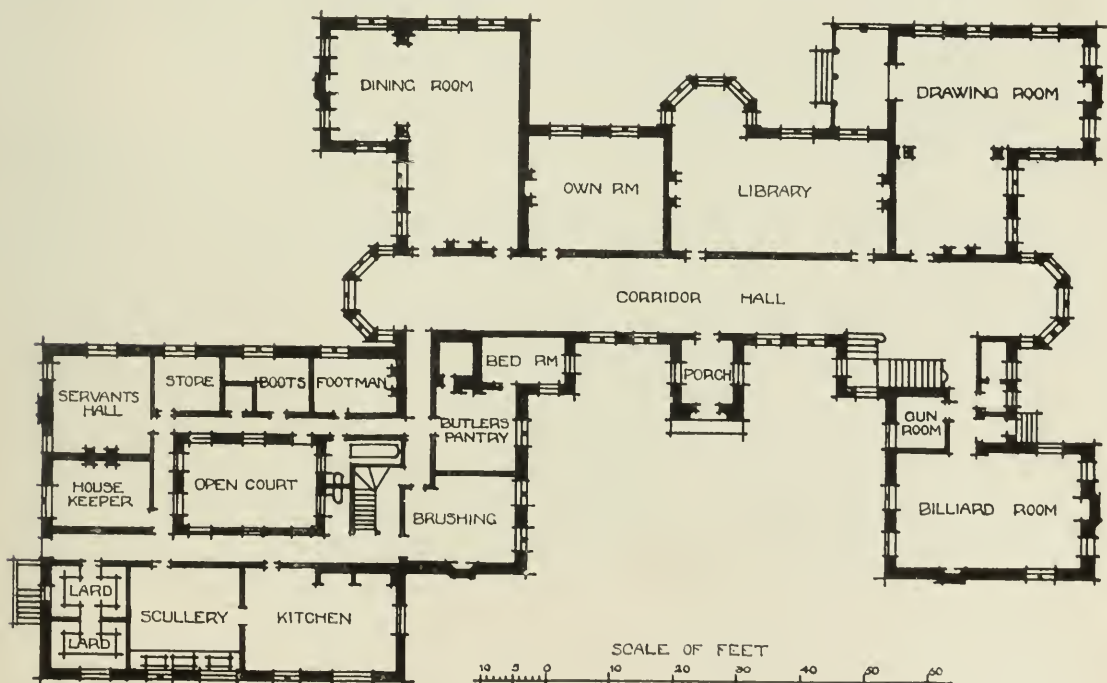 DINING ROOM
DRAWING ROOM
OWN RM
LIBRARY
CORRIDOR HALL
BED RM
PORCH
STORE
BOOTS
FOOTMAN
SERVANTS
HALL
BUTLERS
PANTRY
GUN
ROOM
HOUSE
KEEPER
OPEN COURT
BRUSHING
BILLIARD ROOM
LARD
LARD
SCULLERY
KITCHEN
SCALE OF FEET
10 5 0 10 20 30 40 50 60